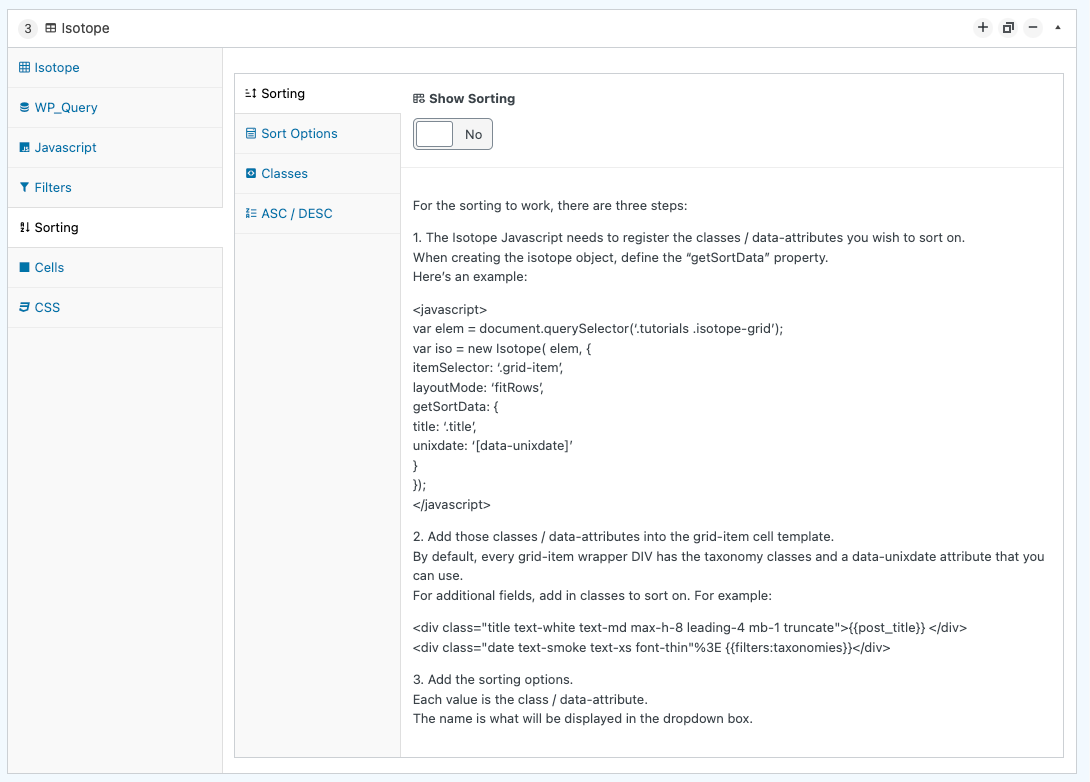 3 Isotope
Isotope
WP_Query
Javascript
Filters
Sorting
Cells
CSS
Sorting
Sort Options
Classes
ASC / DESC
Show Sorting
No
For the sorting to work, there are three steps:
1. The Isotope Javascript needs to register the classes / data-attributes you wish to sort on.
When creating the isotope object, define the “getSortData” property.
Here’s an example:
<javascript>
var elem = document.querySelector(‘.tutorials .isotope-grid’);
var iso = new Isotope( elem, {
itemSelector: ‘.grid-item’,
layoutMode: ‘fitRows’,
getSortData: {
title: ‘.title’,
unixdate: ‘[data-unixdate]’
}
});
</javascript>
2. Add those classes / data-attributes into the grid-item cell template.
By default, every grid-item wrapper DIV has the taxonomy classes and a data-unixdate attribute that you
can use.
For additional fields, add in classes to sort on. For example:
<div class="title text-white text-md max-h-8 leading-4 mb-1 truncate">{{post_title}} </div>
<div class="date text-smoke text-xs font-thin"%3E {{filters:taxonomies}}</div>
3. Add the sorting options.
Each value is the class / data-attribute.
The name is what will be displayed in the dropdown box.